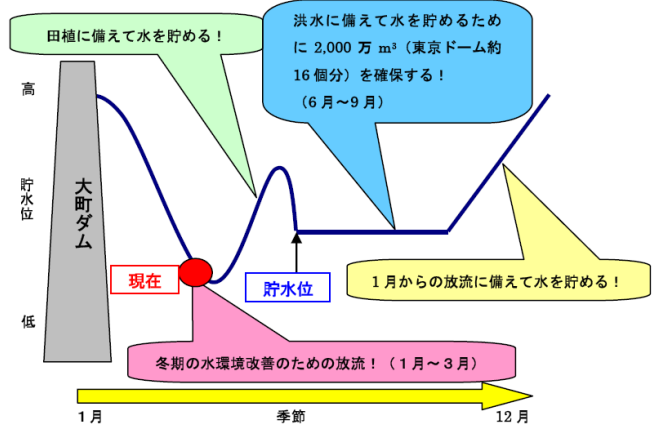 田植に備えて水を貯める！
洪水に備えて水を貯めるため
に 2,000 万 m³（東京ドーム約
16 個分）を確保する！
（6 月～9 月）
高
貯水位
低
大町ダム
現在
貯水位
1 月からの放流に備えて水を貯める！
冬期の水環境改善のための放流！（１月～３月）
1 月
季節
12 月